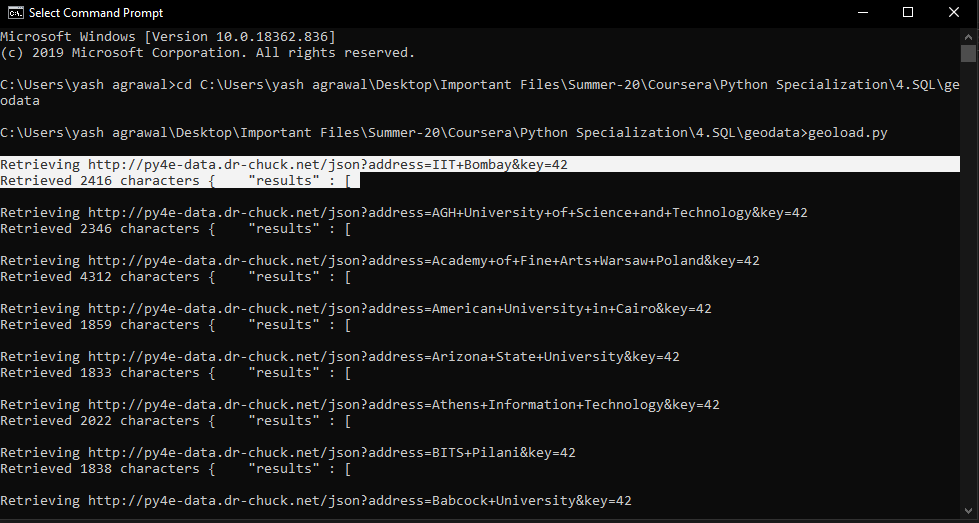 Select Command Prompt
Microsoft Windows [Version 10.0.18362.836]
(c) 2019 Microsoft Corporation. All rights reserved.
C:\Users\yash agrawal>cd C:\Users\yash agrawal\Desktop\Important Files\Summer-20\Coursera\Python Specialization\4.SQL\ge
odata
C:\Users\yash agrawal\Desktop\Important Files\Summer-20\Coursera\Python Specialization\4.SQL\geodata>geoload.py
Retrieving http://py4e-data.dr-chuck.net/json?address=IIT+Bombay&key=42
Retrieved 2416 characters {    "results" : [
Retrieving http://py4e-data.dr-chuck.net/json?address=AGH+University+of+Science+and+Technology&key=42
Retrieved 2346 characters {    "results" : [
Retrieving http://py4e-data.dr-chuck.net/json?address=Academy+of+Fine+Arts+Warsaw+Poland&key=42
Retrieved 4312 characters {    "results" : [
Retrieving http://py4e-data.dr-chuck.net/json?address=American+University+in+Cairo&key=42
Retrieved 1859 characters {    "results" : [
Retrieving http://py4e-data.dr-chuck.net/json?address=Arizona+State+University&key=42
Retrieved 1833 characters {    "results" : [
Retrieving http://py4e-data.dr-chuck.net/json?address=Athens+Information+Technology&key=42
Retrieved 2022 characters {    "results" : [
Retrieving http://py4e-data.dr-chuck.net/json?address=BITS+Pilani&key=42
Retrieved 1838 characters {    "results" : [
Retrieving http://py4e-data.dr-chuck.net/json?address=Babcock+University&key=42